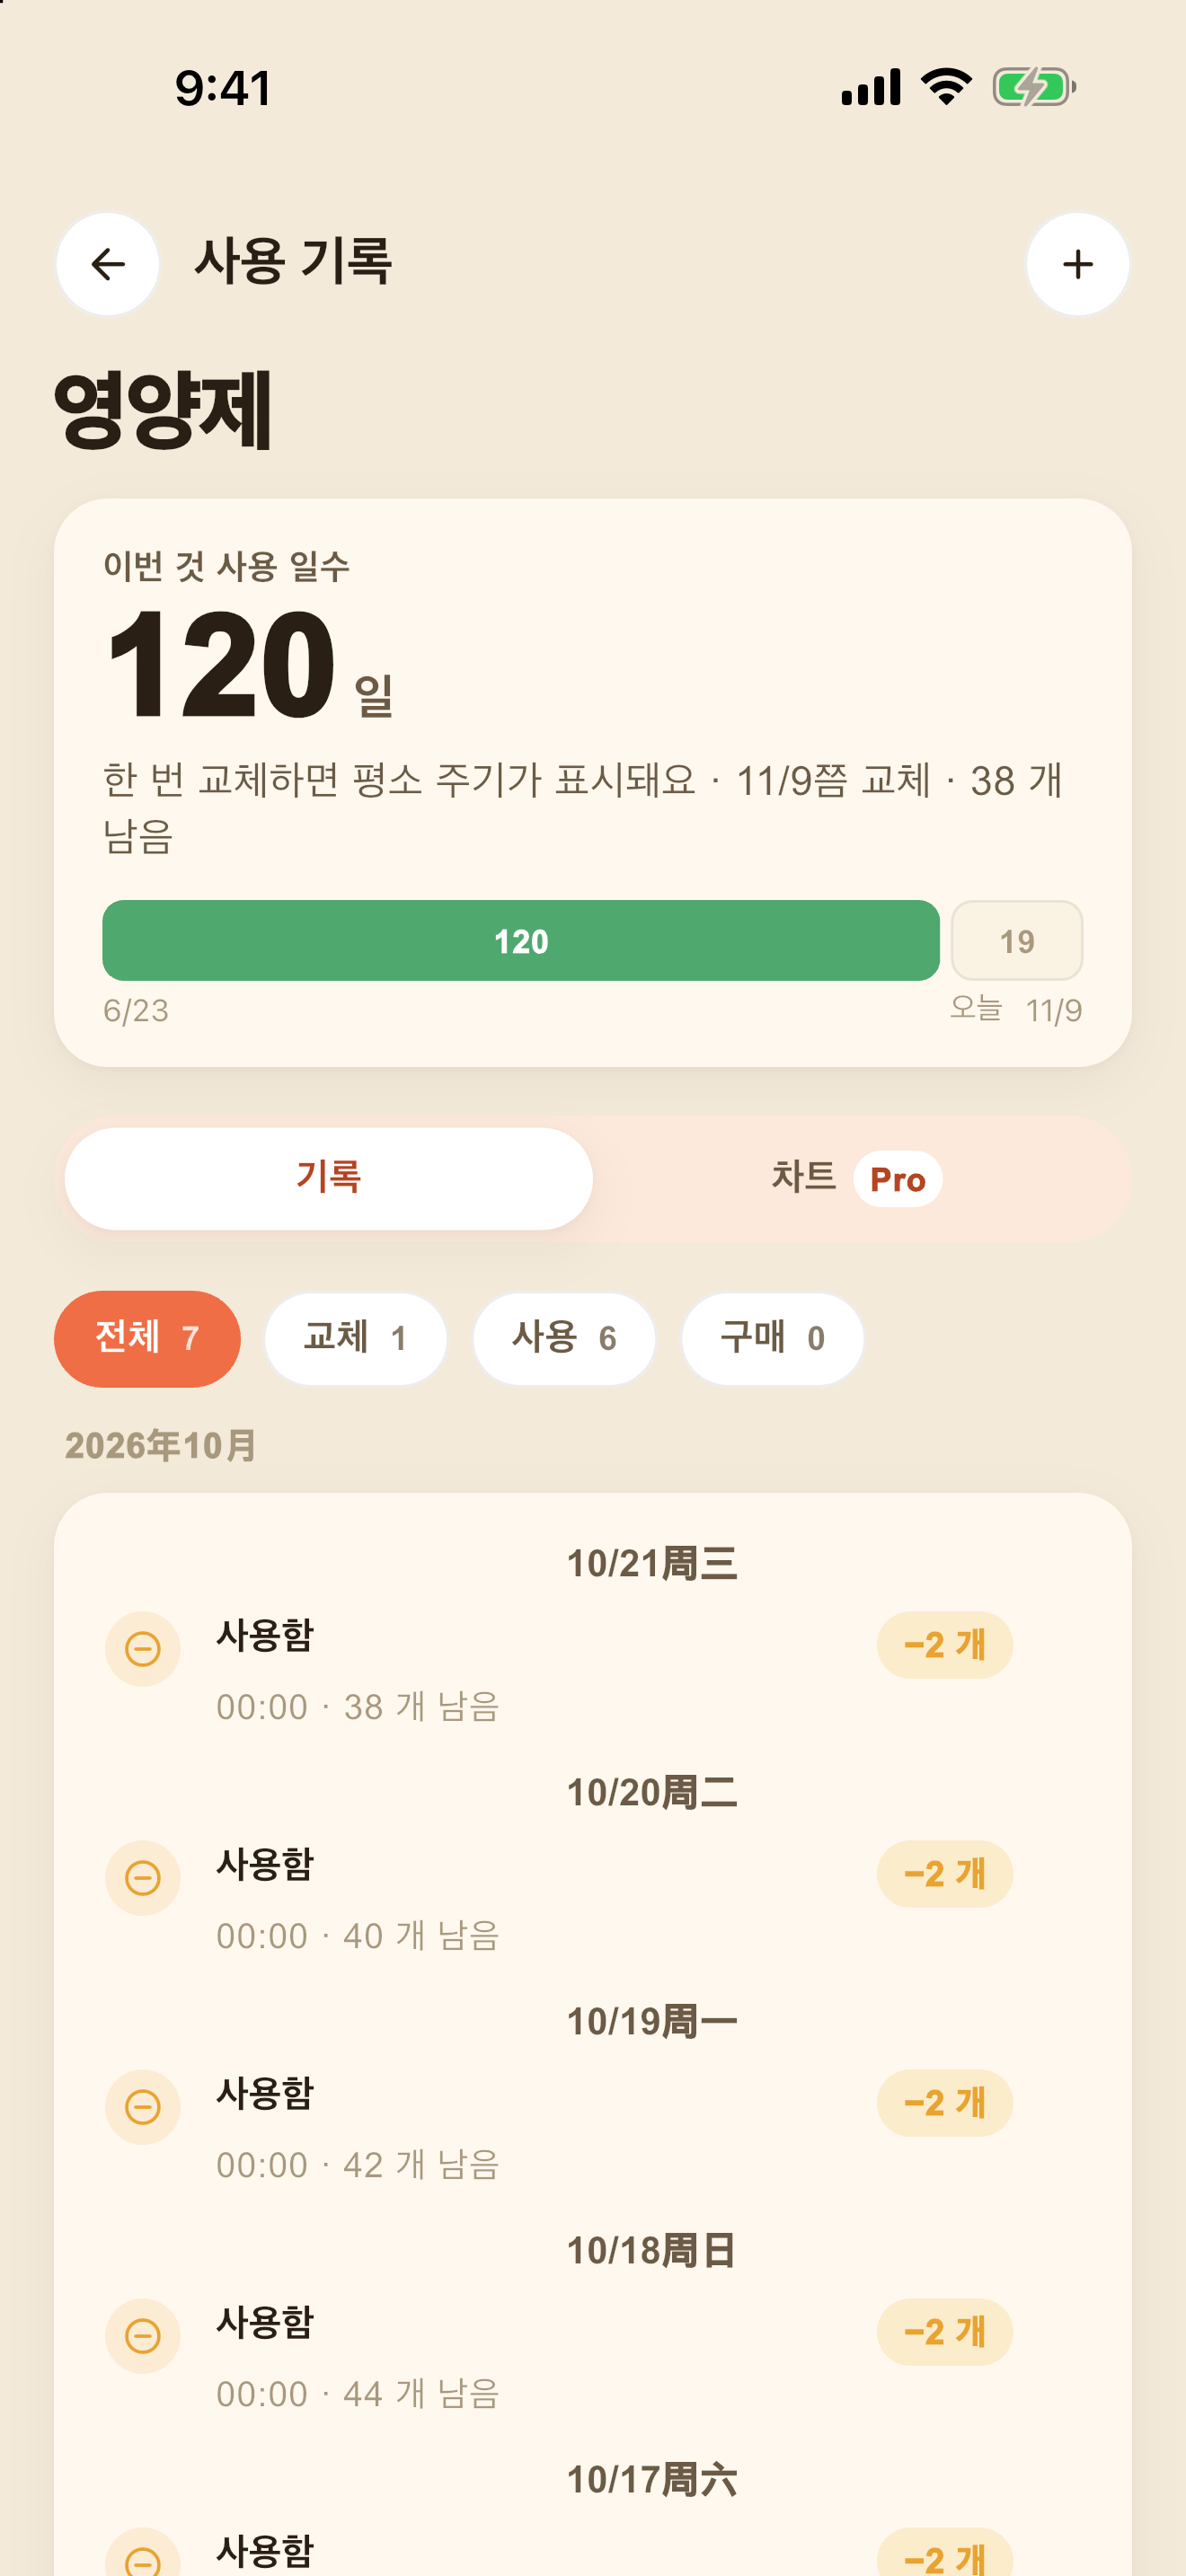 9:41
사용 기록
영양제
이번 것 사용 일수
120 일
한 번 교체하면 평소 주기가 표시돼요 · 11/9쯤 교체 · 38 개
남음
120 19
6/23 오늘 11/9
기록 차트 Pro
전체 7 교체 1 사용 6 구매 0
2026年10月
10/21周三
사용함 −2 개
00:00 · 38 개 남음
10/20周二
사용함 −2 개
00:00 · 40 개 남음
10/19周一
사용함 −2 개
00:00 · 42 개 남음
10/18周日
사용함 −2 개
00:00 · 44 개 남음
10/17周六
사용함 −2 개